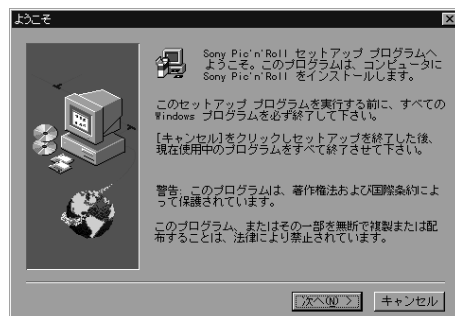 ようこそ
Sony Pic'n'Roll セットアップ プログラムへ
ようこそ。このプログラムは、コンピュータに
Sony Pic'n'Roll をインストールします。
このセットアップ プログラムを実行する前に、すべての
Windows プログラムを必ず終了して下さい。
[キャンセル]をクリックしセットアップを終了した後、
現在使用中のプログラムをすべて終了させて下さい。
警告: このプログラムは、著作権法および国際条約によ
って保護されています。
このプログラム、またはその一部を無断で複製または配
布することは、法律により禁止されています。
次へ(N) >
キャンセル